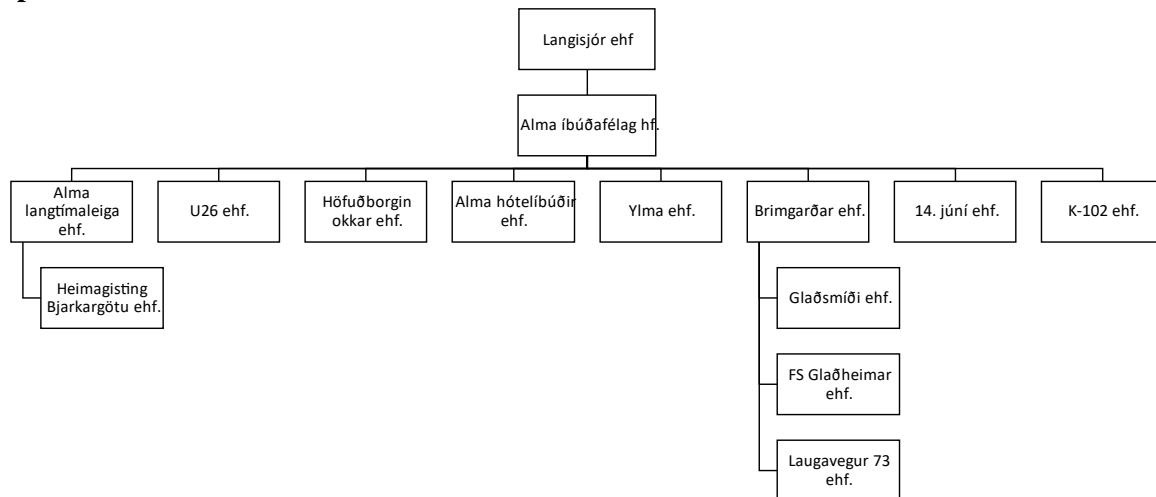 Langisjór ehf
Alma íbúðafélag hf.
Alma
langtímaleiga
ehf.
U26 ehf.
Höfuðborgin
okkar ehf.
Alma hótelíbúðir
ehf.
Ylma ehf.
Brimgarðar ehf.
14. júní ehf.
K-102 ehf.
Heimagisting
Bjarkargötu ehf.
Glaðsmíði ehf.
FS Glaðheimar
ehf.
Laugavegur 73
ehf.